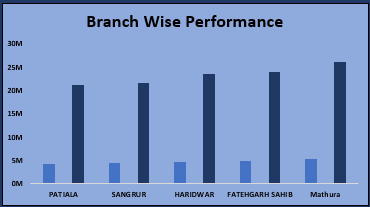 Branch Wise Performance
30M
25M
20M
15M
10M
5M
0M
PATIALA SANGRUR HARIDWAR FATEHGARH SAHIB Mathura